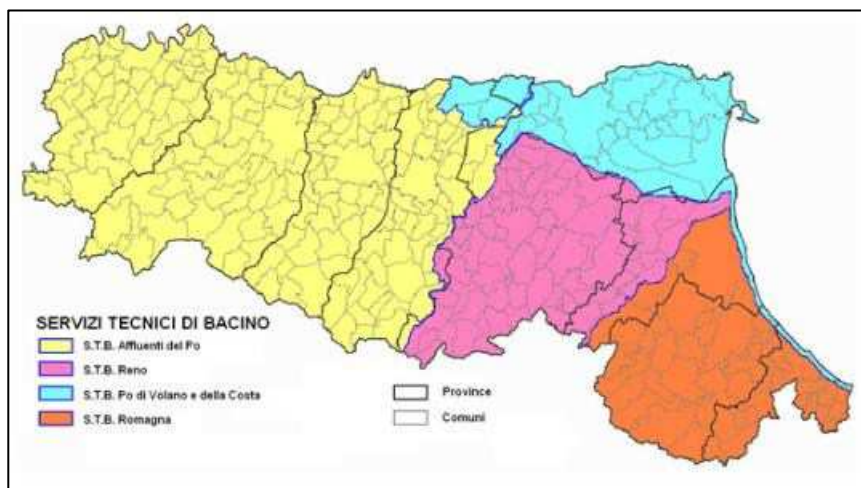 SERVIZI TECNICI DI BACINO
S.T.B. Affluenti del Po
S.T.B. Reno
S.T.B. Po di Volano e della Costa
S.T.B. Romagna
Province
Comuni